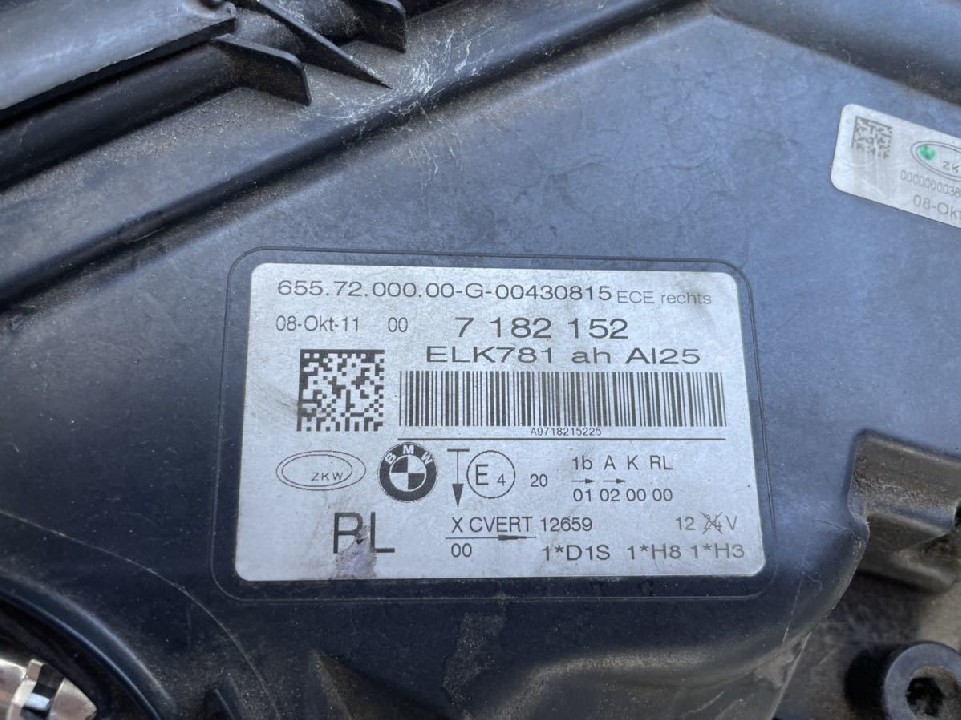 655.72.000.00-G-00430815 ECE rechts
08-Okt-11 00 7 182 152
ELK781 ah AI25
A9718215225
ZKW BMW E4 20 1b A K RL
01 02 00 00
RL X CVERT 12659 12 24 V
00 1*D1S 1*H8 1*H3
ZKW
08-Okt